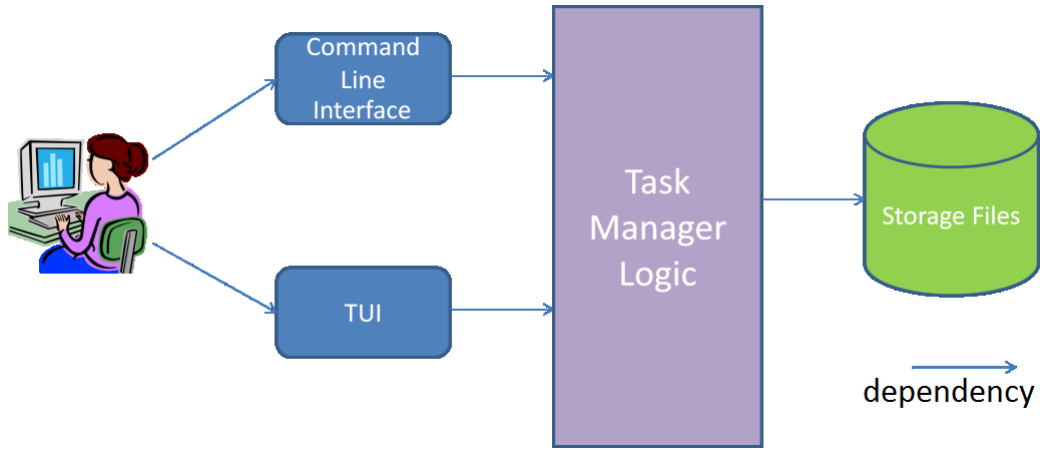 Command
Line
Interface
TUI
Task
Manager
Logic
Storage Files
dependency